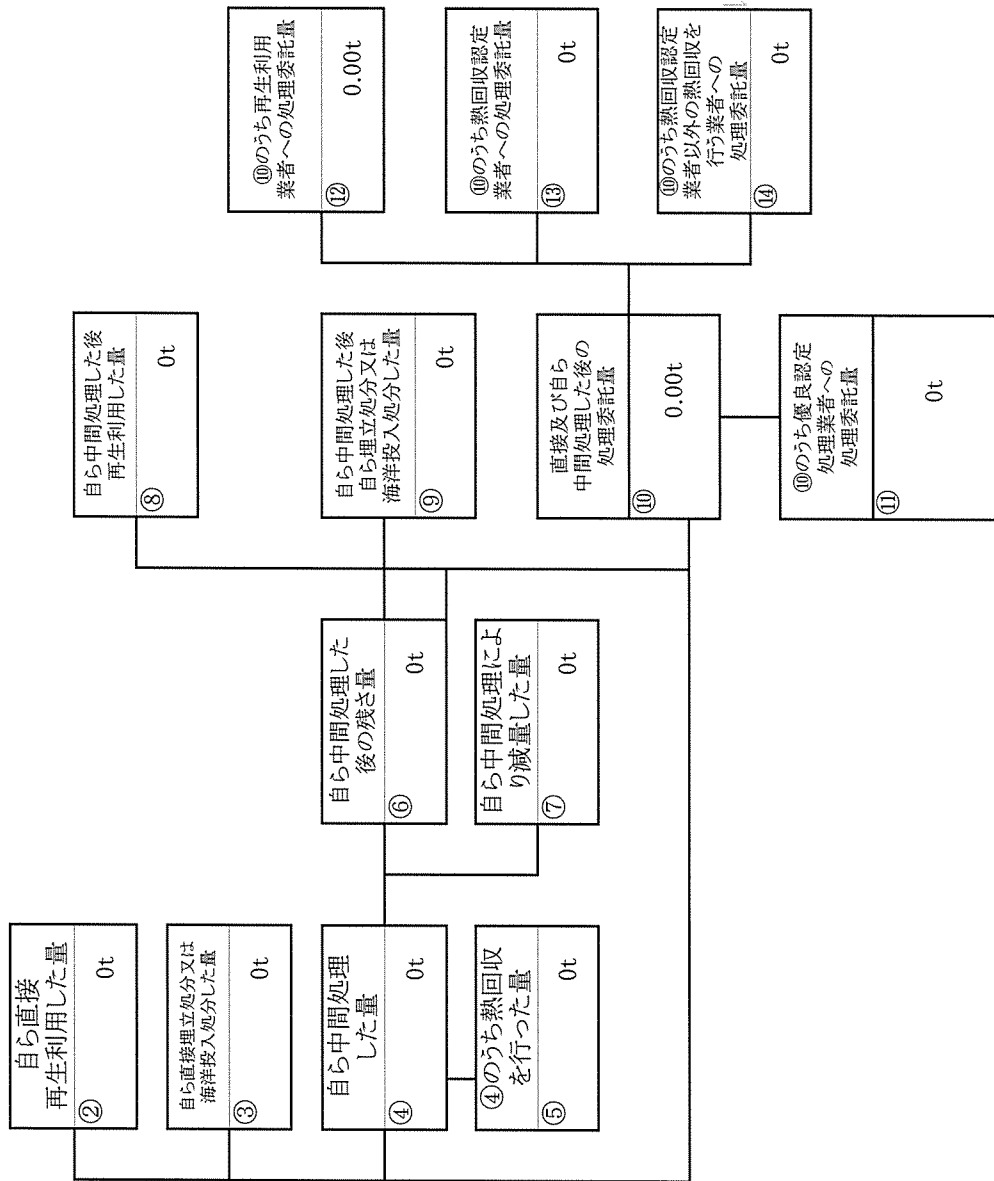 自ら直接
再生利用した量
②
0t
自ら直接埋立処分又は
海洋投入処分した量
③
0t
自ら中間処理
した量
④
0t
④のうち熱回収
を行った量
⑤
0t
自ら中間処理した
後の残さ量
⑥
0t
自ら中間処理によ
り減量した量
⑦
0t
自ら中間処理した後
再生利用した量
⑧
0t
自ら中間処理した後
自ら埋立処分又は
海洋投入処分した量
⑨
0t
直接及び自ら
中間処理した後の
処理委託量
⑩
0.00t
⑩のうち優良認定
処理業者への
処理委託量
⑪
0t
⑩のうち再生利用
業者への処理委託量
⑫
0.00t
⑩のうち熱回収認定
業者への処理委託量
⑬
0t
⑩のうち熱回収認定
業者以外の熱回収を
行う業者への
処理委託量
⑭
0t